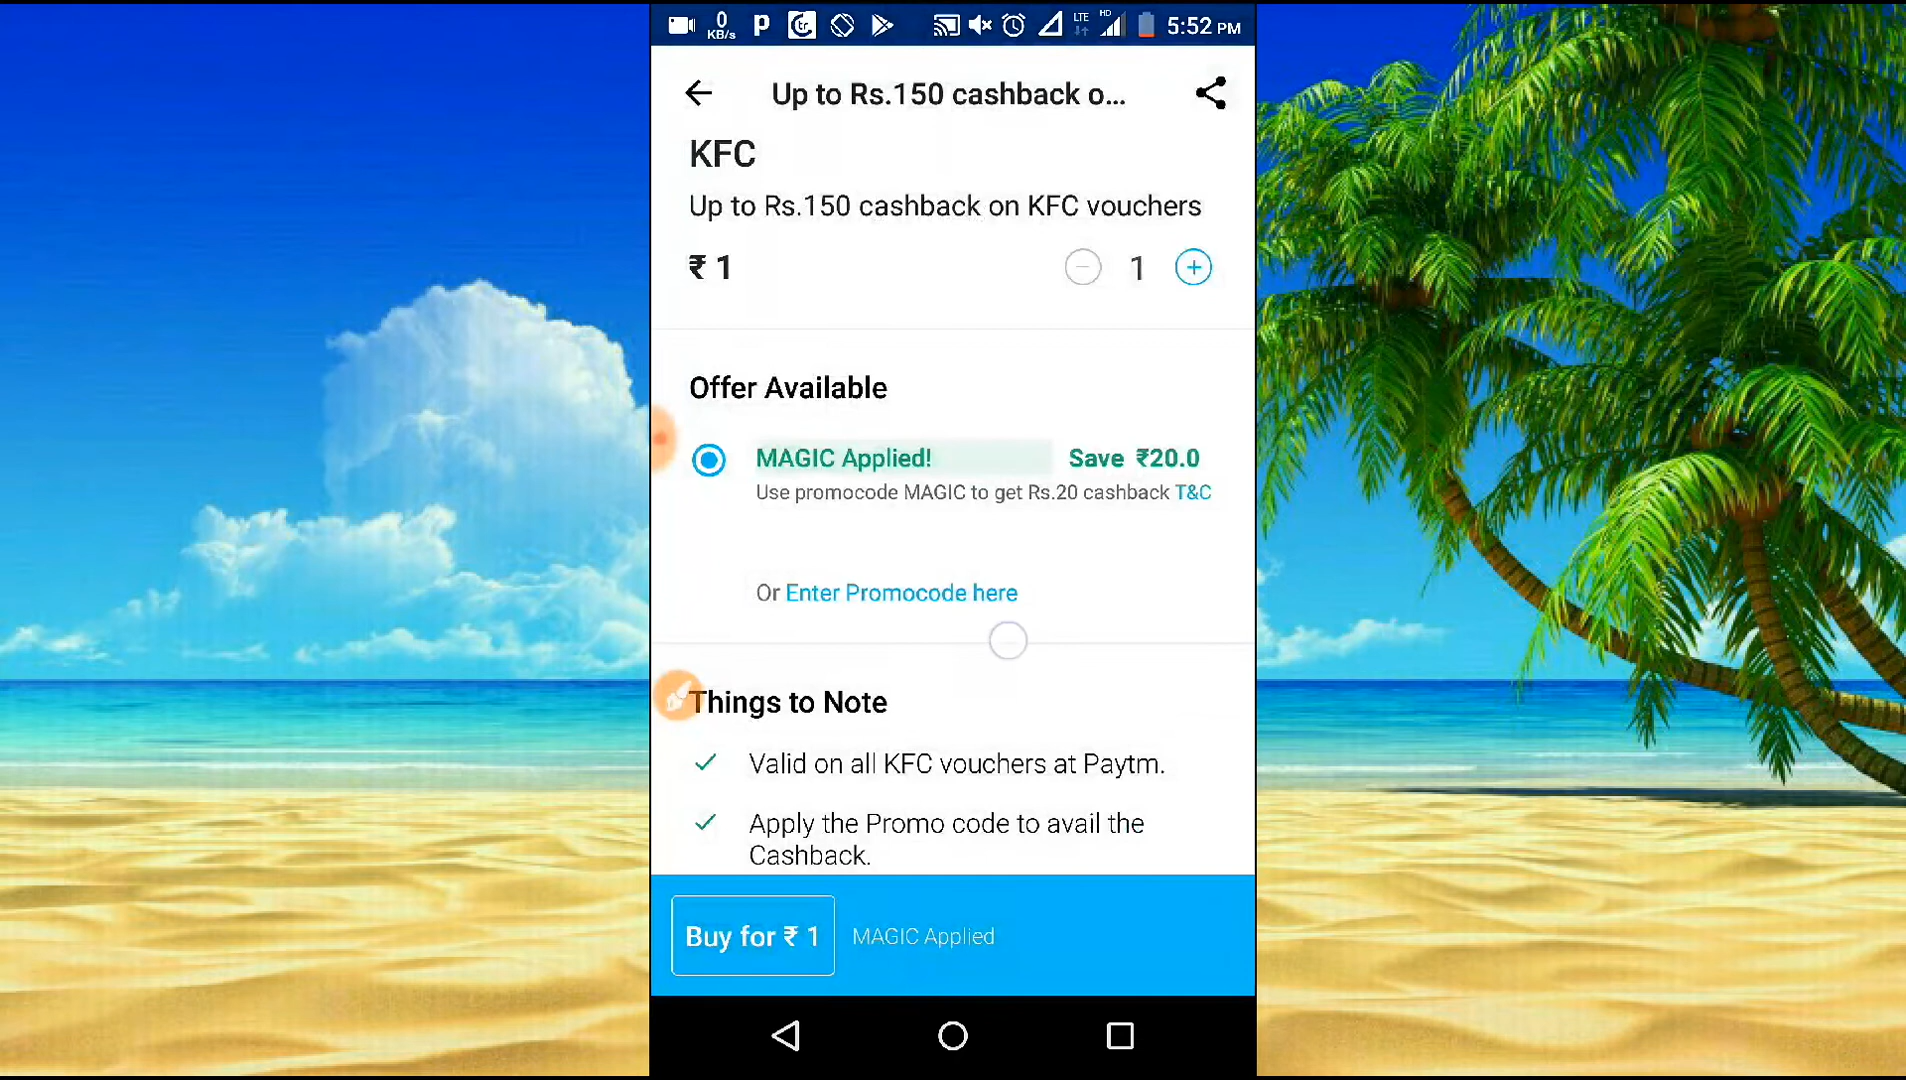 0
KB/s
LTE
HD
5:52 PM
Up to Rs.150 cashback o...
KFC
Up to Rs.150 cashback on KFC vouchers
₹ 1
1
Offer Available
MAGIC Applied!
Save ₹20.0
Use promocode MAGIC to get Rs.20 cashback T&C
Or Enter Promocode here
Things to Note
Valid on all KFC vouchers at Paytm.
Apply the Promo code to avail the
Cashback.
Buy for ₹ 1
MAGIC Applied